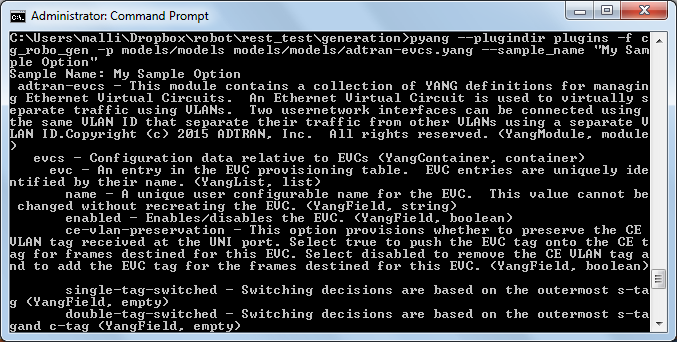 Administrator: Command Prompt
C:\Users\malli\Dropbox\robot\rest_test\generation>pyang --plugindir plugins -f c
g_robo_gen -p models/models models/models/adtran-evcs.yang --sample_name "My Sam
ple Option"
Sample Name: My Sample Option
adtran-evcs - This module contains a collection of YANG definitions for managin
g Ethernet Virtual Circuits.  An Ethernet Virtual Circuit is used to virtually s
eparate traffic using VLANs.  Two usernetwork interfaces can be connected using
the same VLAN ID that separate their traffic from other VLANs using a separate V
LAN ID.Copyright (c) 2015 ADTRAN, Inc.  All rights reserved. (YangModule, module
)
evcs - Configuration data relative to EVCs (YangContainer, container)
evc - An entry in the EVC provisioning table.  EVC entries are uniquely ide
ntified by their name. (YangList, list)
name - A unique user configurable name for the EVC.  This value cannot be
changed without recreating the EVC. (YangField, string)
enabled - Enables/disables the EVC. (YangField, boolean)
ce-vlan-preservation - This option provisions whether to preserve the CE
VLAN tag received at the UNI port. Select true to push the EVC tag onto the CE t
ag for frames destined for this EVC. Select disabled to remove the CE VLAN tag a
nd to add the EVC tag for the frames destined for this EVC. (YangField, boolean)
single-tag-switched - Switching decisions are based on the outermost s-ta
g (YangField, empty)
double-tag-switched - Switching decisions are based on the outermost s-ta
gand c-tag (YangField, empty)